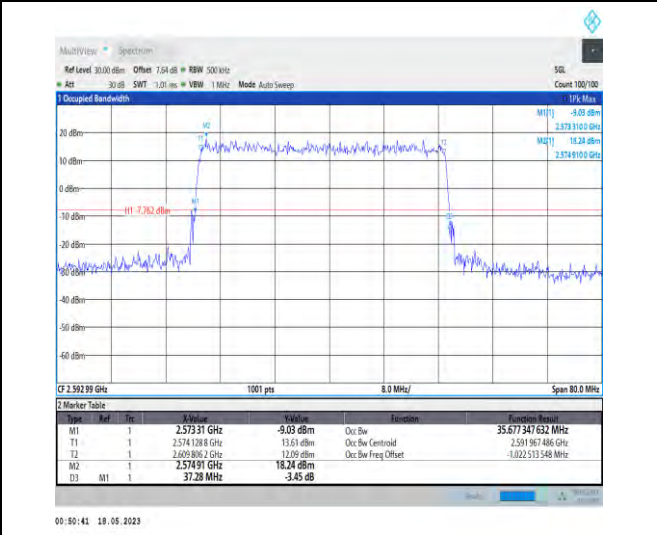 MultiView Spectrum
Ref Level 30.00 dBm Offset 7.64 dB RBW 500 kHz SGL
Att 30 dB SWT 1.01 ms VBW 1 MHz Mode Auto Sweep Count 100/100
1 Occupied Bandwidth 1Pk Max
M1[1] -9.03 dBm
2.573 3100 GHz
M2[1] 18.24 dBm
2.574 9100 GHz
M2
T1
T2
20 dBm
10 dBm
0 dBm
M1
H1 -7.762 dBm
-10 dBm
D3
-20 dBm
-30 dBm
-40 dBm
-50 dBm
-60 dBm
CF 2.592 99 GHz 1001 pts 8.0 MHz/ Span 80.0 MHz
2 Marker Table
Type Ref Trc X-Value Y-Value Function Function Result
M1 1 2.573 31 GHz -9.03 dBm Occ Bw 35.677 347 632 MHz
T1 1 2.574 128 8 GHz 13.61 dBm Occ Bw Centroid 2.591 967 486 GHz
T2 1 2.609 806 2 GHz 12.09 dBm Occ Bw Freq Offset -1.022 513 548 MHz
M2 1 2.574 91 GHz 18.24 dBm
D3 M1 1 37.28 MHz -3.45 dB
00:50:41 18.05.2023